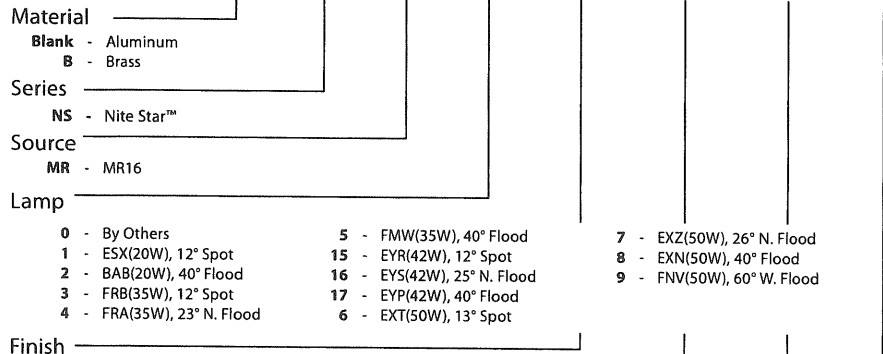 Material
Blank - Aluminum
B - Brass
Series
NS - Nite Star™
Source
MR - MR16
Lamp
0 - By Others
1 - ESX(20W), 12° Spot
2 - BAB(20W), 40° Flood
3 - FRB(35W), 12° Spot
4 - FRA(35W), 23° N. Flood
5 - FMW(35W), 40° Flood
15 - EYR(42W), 12° Spot
16 - EYS(42W), 25° N. Flood
17 - EYP(42W), 40° Flood
6 - EXT(50W), 13° Spot
7 - EXZ(50W), 26° N. Flood
8 - EXN(50W), 40° Flood
9 - FNV(50W), 60° W. Flood
Finish